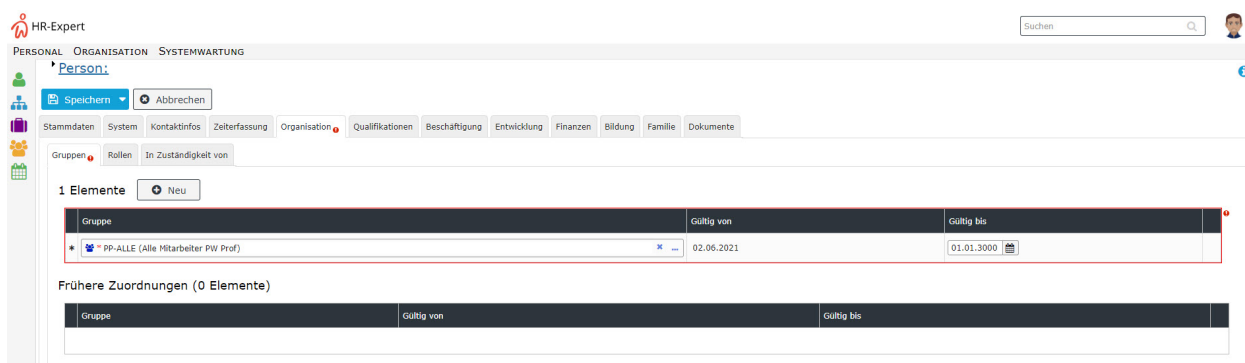 HR-Expert
Suchen
PERSONAL ORGANISATION SYSTEMWARTUNG
Person:
Speichern Abbrechen
Stammdaten System Kontaktinfos Zeiterfassung Organisation Qualifikationen Beschäftigung Entwicklung Finanzen Bildung Familie Dokumente
Gruppen Rollen In Zuständigkeit von
1 Elemente Neu
Gruppe Gültig von Gültig bis
* * PP-ALLE (Alle Mitarbeiter PW Prof) ... 02.06.2021 01.01.3000
Frühere Zuordnungen (0 Elemente)
Gruppe Gültig von Gültig bis